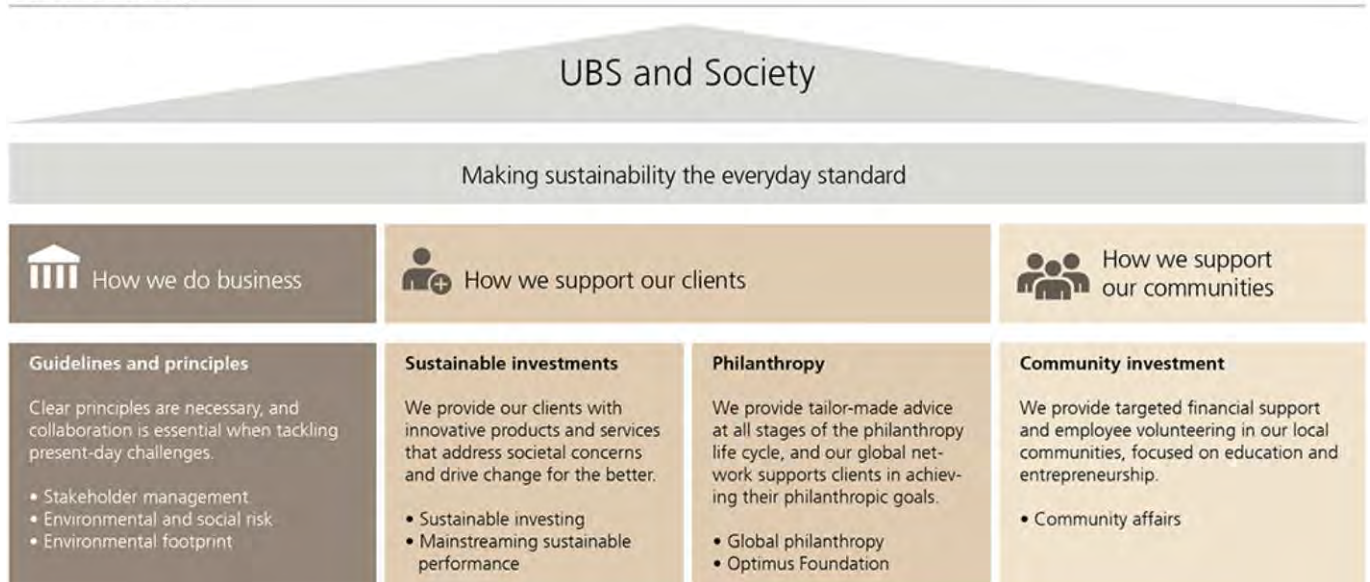 UBS and Society
Making sustainability the everyday standard
How we do business
How we support our clients
How we support
our communities
Guidelines and principles
Clear principles are necessary, and
collaboration is essential when tackling
present-day challenges.
• Stakeholder management
• Environmental and social risk
• Environmental footprint
Sustainable investments
We provide our clients with
innovative products and services
that address societal concerns
and drive change for the better.
• Sustainable investing
• Mainstreaming sustainable
performance
Philanthropy
We provide tailor-made advice
at all stages of the philanthropy
life cycle, and our global net-
work supports clients in achiev-
ing their philanthropic goals.
• Global philanthropy
• Optimus Foundation
Community investment
We provide targeted financial support
and employee volunteering in our local
communities, focused on education and
entrepreneurship.
• Community affairs